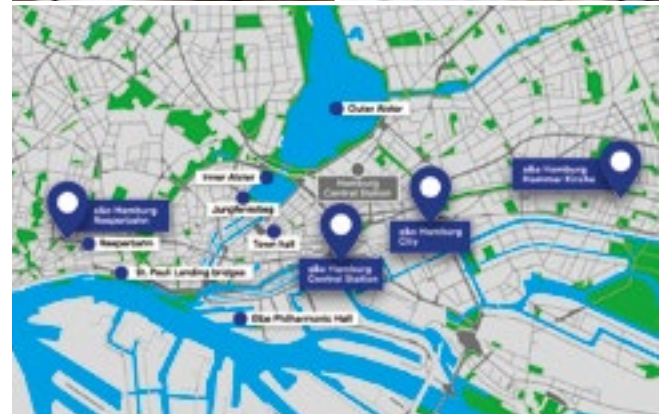 Outer Alster
Inner Alster
Hamburg
Central Station
a&o Hamburg
Hammer Kirche
Jungfernstieg
a&o Hamburg
Reeperbahn
Town hall
a&o Hamburg
City
Reeperbahn
St. Pauli Landing bridges
a&o Hamburg
Central Station
Elbe Philharmonic Hall